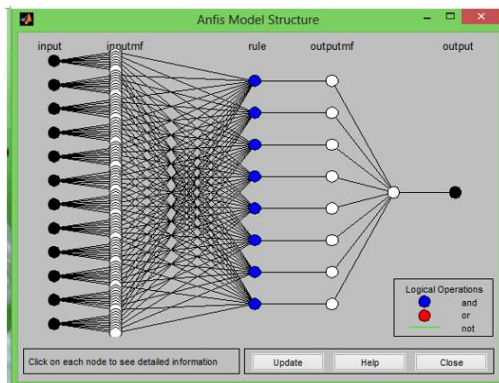 Anfis Model Structure
input inputmf rule outputmf output
Logical Operations
and
or
not
Click on each node to see detailed information
Update Help Close